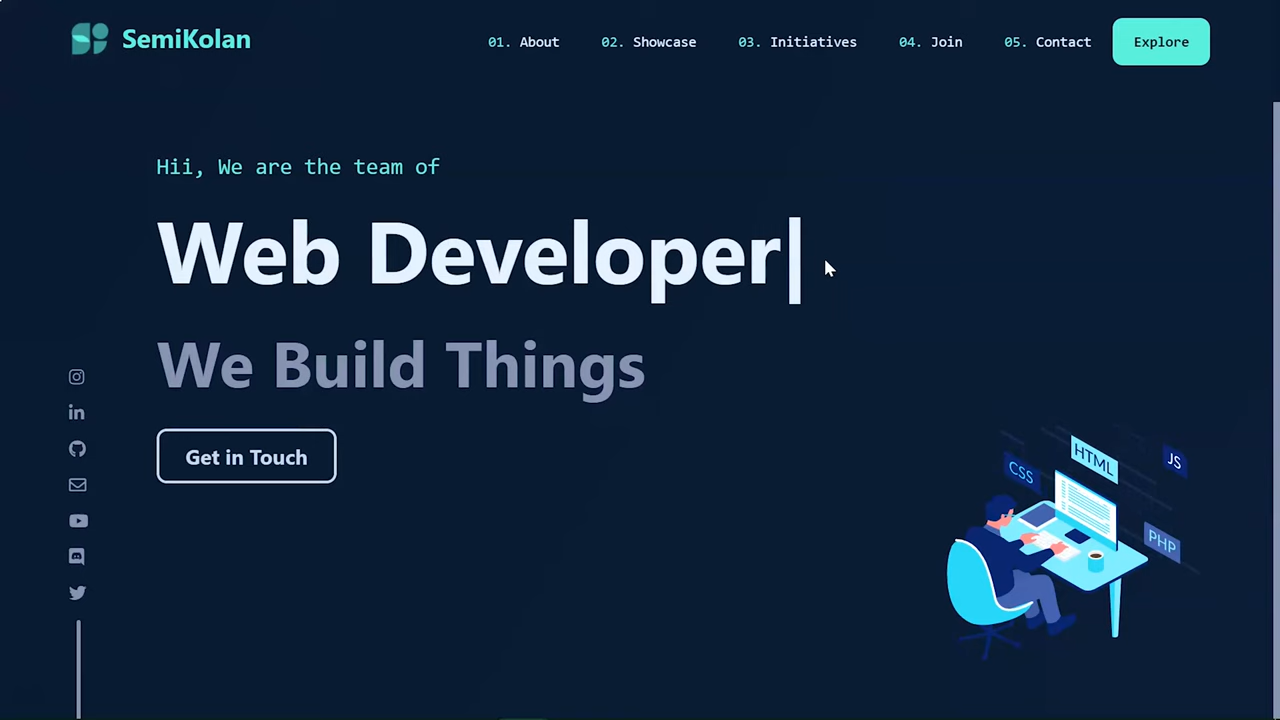 SemiKolan
01. About 02. Showcase 03. Initiatives 04. Join 05. Contact Explore
Hii, We are the team of
Web Developer|
We Build Things
Get in Touch
HTML
JS
CSS
PHP